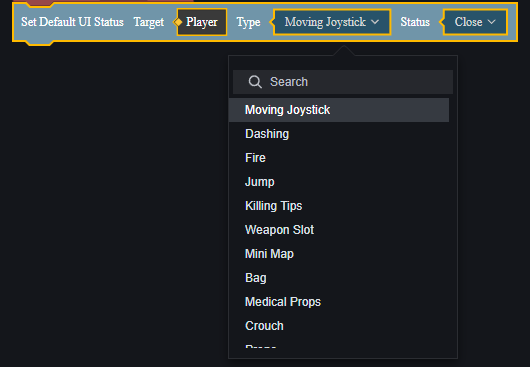 Set Default UI Status Target Player Type Moving Joystick Status Close
Search
Moving Joystick
Dashing
Fire
Jump
Killing Tips
Weapon Slot
Mini Map
Bag
Medical Props
Crouch